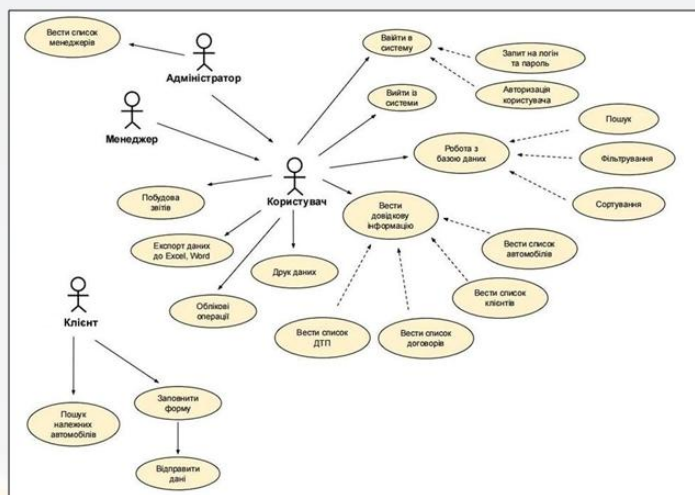 Вести список
менеджерів
Адміністратор
Ввійти в
систему
Запит на логін
та пароль
Авторизація
користувача
Вийти із
системи
Менеджер
Пошук
Робота з
базою даних
Фільтрування
Сортування
Користувач
Побудова
звітів
Вести
довідкову
інформацію
Експорт даних
до Excel, Word
Друк даних
Вести список
автомобілів
Облікові
операції
Вести список
клієнтів
Клієнт
Вести список
ДТП
Вести список
договорів
Пошук
належних
автомобілів
Заповнити
форму
Відправити
дані